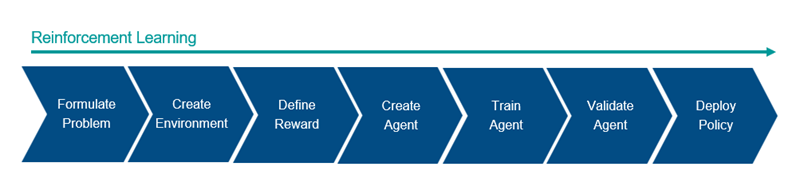 Reinforcement Learning
Formulate
Problem
Create
Environment
Define
Reward
Create
Agent
Train
Agent
Validate
Agent
Deploy
Policy